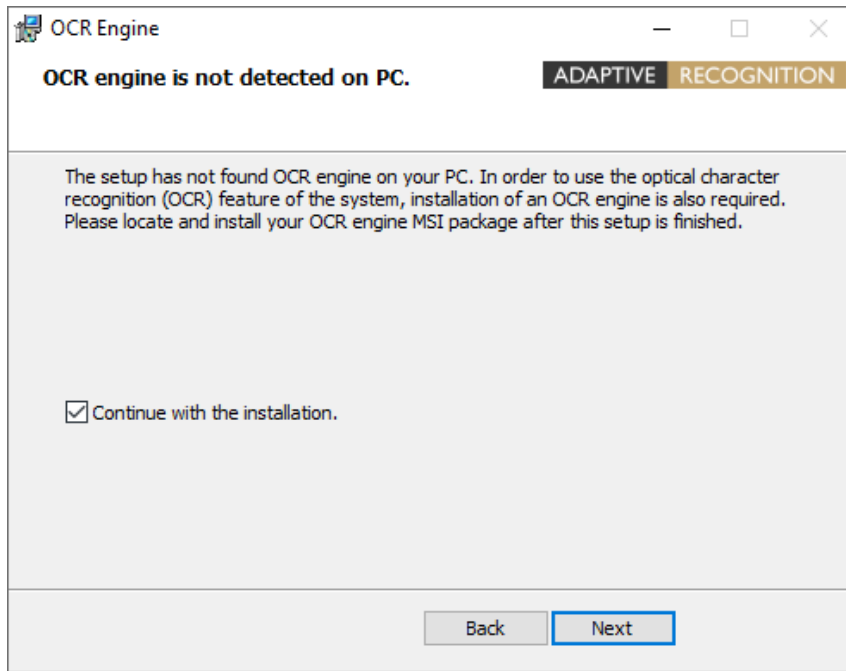 OCR Engine
OCR engine is not detected on PC.
ADAPTIVE RECOGNITION
The setup has not found OCR engine on your PC. In order to use the optical character
recognition (OCR) feature of the system, installation of an OCR engine is also required.
Please locate and install your OCR engine MSI package after this setup is finished.
Continue with the installation.
Back Next